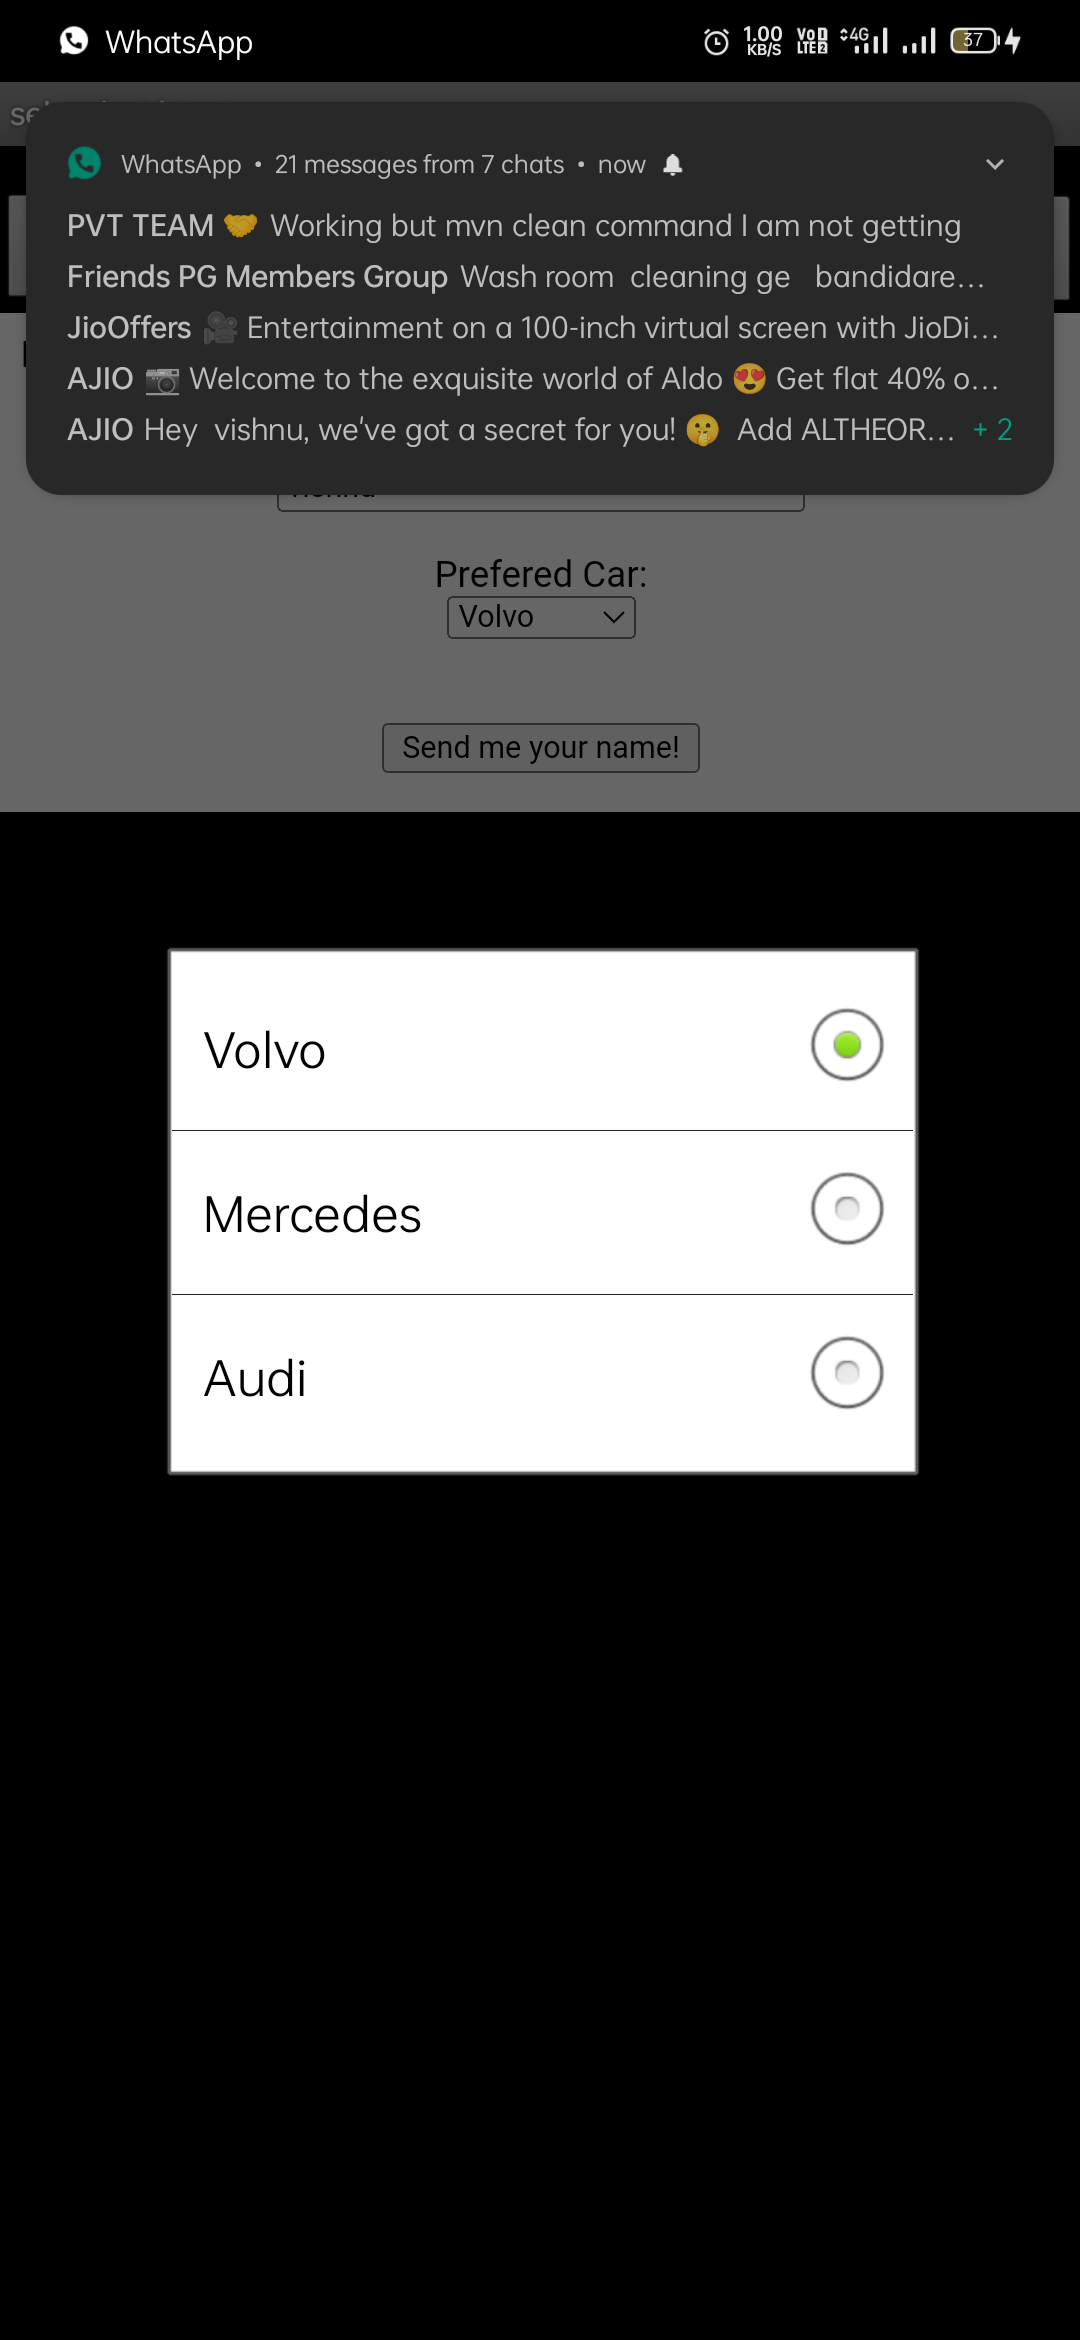 WhatsApp
1.00
KB/S
VoD
LTE2
4G
37
WhatsApp • 21 messages from 7 chats • now
PVT TEAM 🤝 Working but mvn clean command I am not getting
Friends PG Members Group Wash room cleaning ge bandidare...
JioOffers 🎥 Entertainment on a 100-inch virtual screen with JioDi...
AJIO 📷 Welcome to the exquisite world of Aldo 😍 Get flat 40% o...
AJIO Hey vishnu, we've got a secret for you! 🤫 Add ALTHEOR... + 2
Prefered Car:
Volvo
Send me your name!
Volvo
Mercedes
Audi